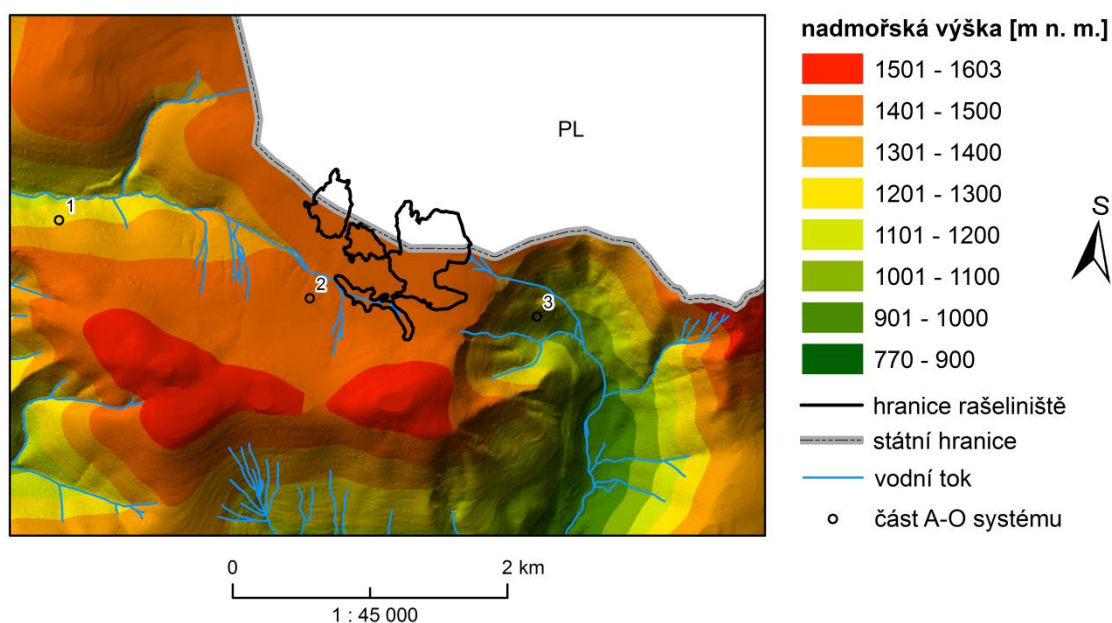 PL
1
2
3
nadmořská výška [m n. m.]
1501 - 1603
1401 - 1500
1301 - 1400
1201 - 1300
1101 - 1200
1001 - 1100
901 - 1000
770 - 900
hranice rašeliniště
státní hranice
vodní tok
část A-O systému
S
0 2 km
1 : 45 000